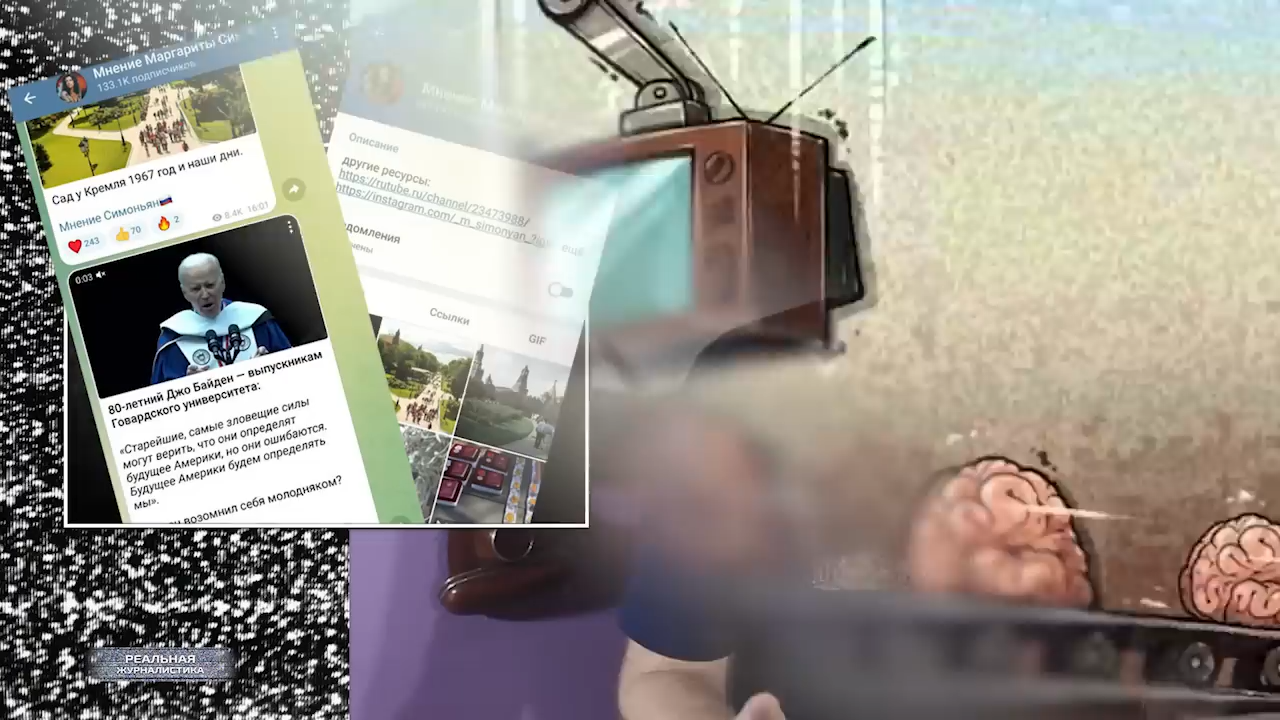 Мнение Маргариты Си
133.1K подписчиков
Сад у Кремля 1967 год и наши дни.
Мнение Симоньян🇷🇺
243
70
2
8.4K 16:01
0:03
80-летний Джо Байден — выпускникам
Говардского университета:
«Старейшие, самые зловещие силы
могут верить, что они определят
будущее Америки, но они ошибаются.
Будущее Америки будем определять
мы».
возомнил себя молодняком?
Описание
другие ресурсы:
https://rutube.ru/channel/23473988/
https://instagram.com/_m_simonyan_?
ещё
Ссылки
GIF
РЕАЛЬНАЯ
ЖУРНАЛИСТИКА